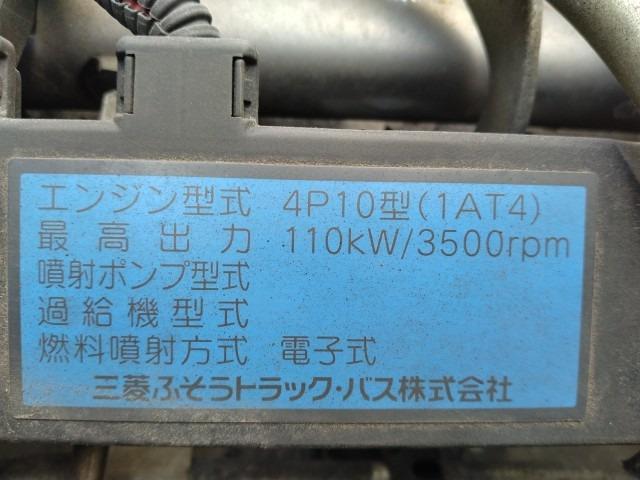 エンジン型式 4P10型(1AT4)
最高出力 110kW/3500rpm
噴射ポンプ型式
過給機型式
燃料噴射方式 電子式
三菱ふそうトラック・バス株式会社